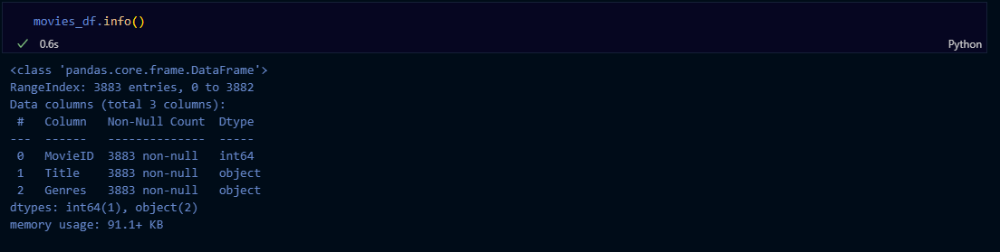 movies_df.info()
✓ 0.6s Python
<class 'pandas.core.frame.DataFrame'>
RangeIndex: 3883 entries, 0 to 3882
Data columns (total 3 columns):
 #   Column   Non-Null Count  Dtype
---  ------   --------------  -----
 0   MovieID  3883 non-null   int64
 1   Title    3883 non-null   object
 2   Genres   3883 non-null   object
dtypes: int64(1), object(2)
memory usage: 91.1+ KB